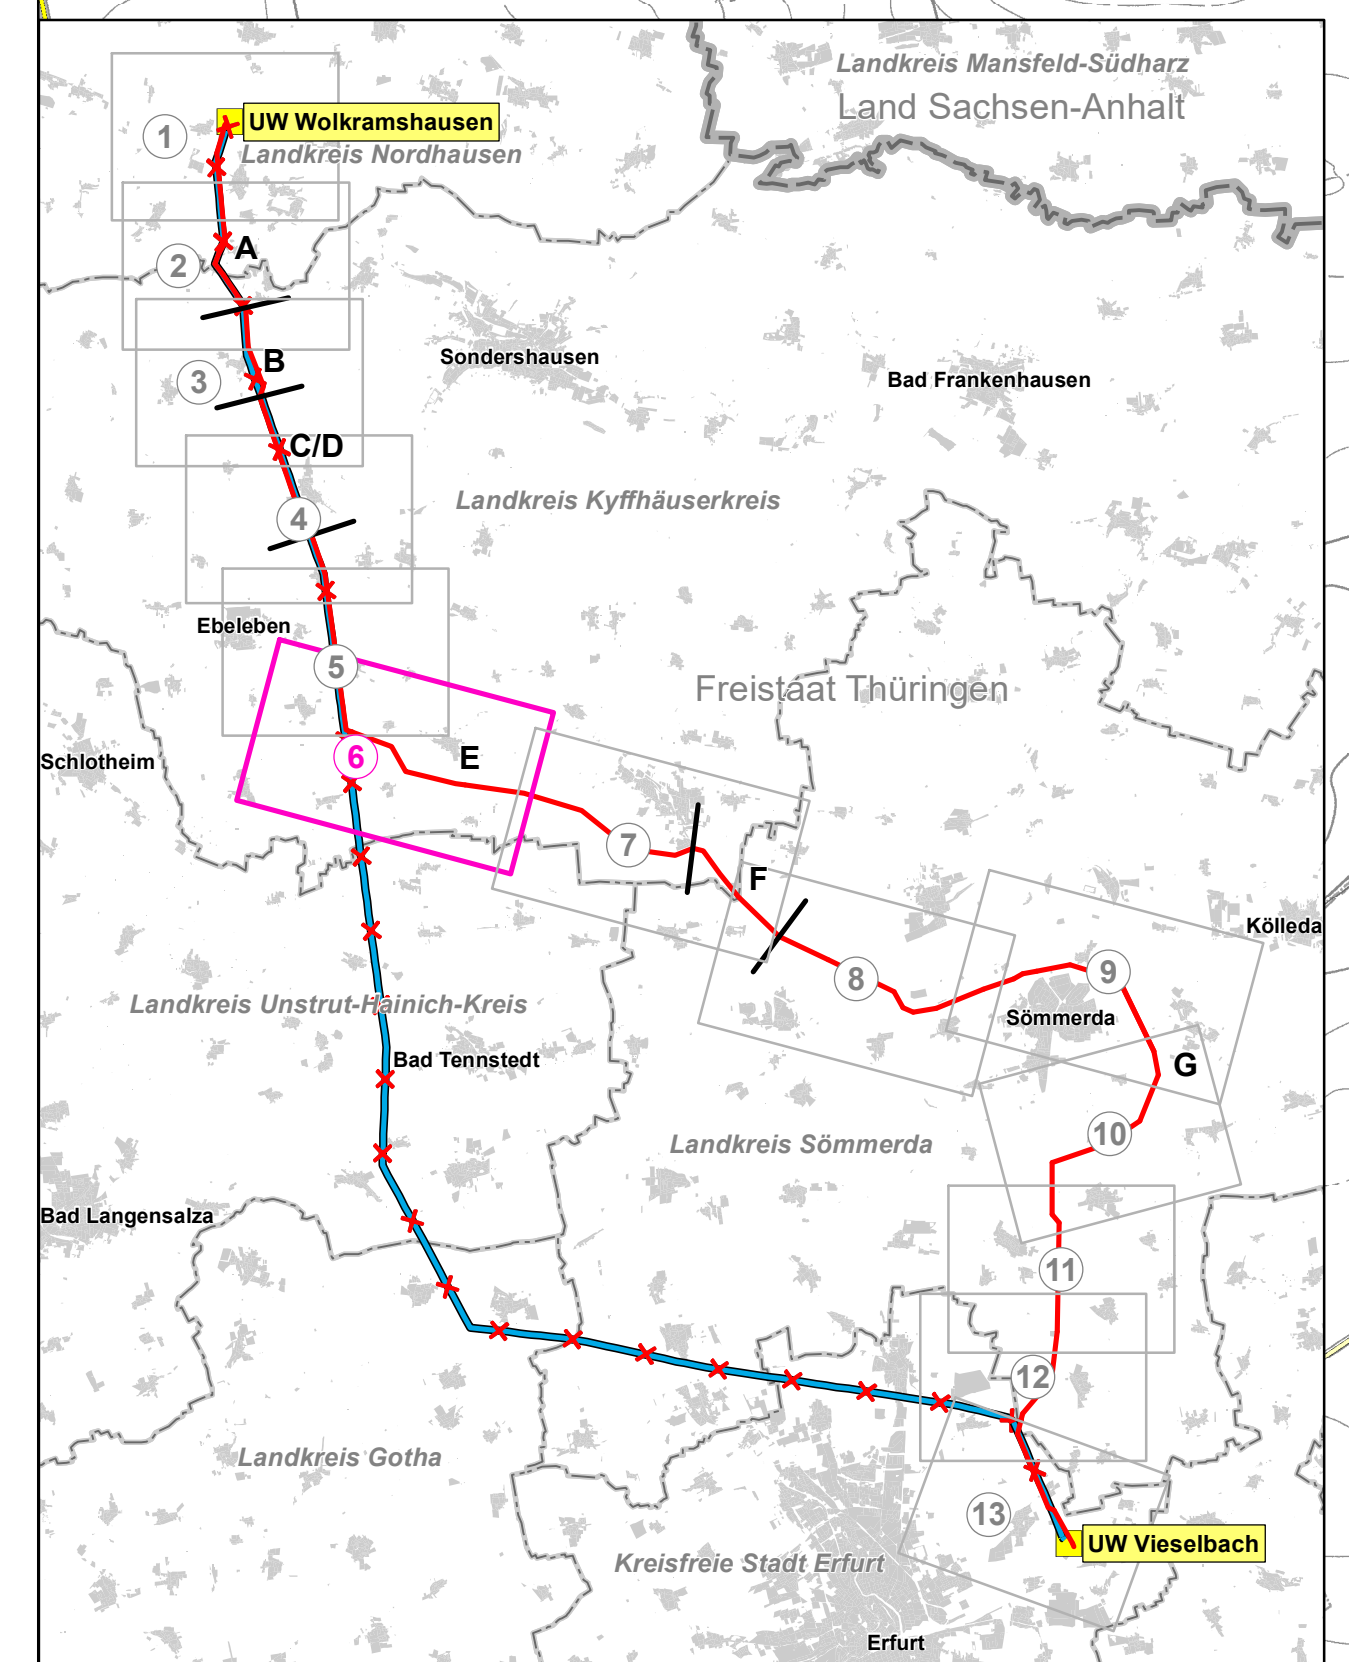 Landkreis Mansfeld-Südharz
Land Sachsen-Anhalt
UW Wolkramshausen
1
Landkreis Nordhausen
A
2
Sondershausen
B
3
Bad Frankenhausen
C/D
Landkreis Kyffhäuserkreis
4
Ebeleben
5
Freistaat Thüringen
Schlotheim
6
E
7
F
Kölleda
8
9
Landkreis Unstrut-Hainich-Kreis
Sömmerda
Bad Tennstedt
G
10
Landkreis Sömmerda
Bad Langensalza
11
12
Landkreis Gotha
13
UW Vieselbach
Kreisfreie Stadt Erfurt
Erfurt